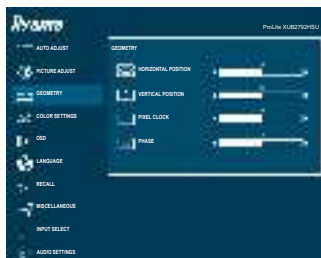 ProLite XUB2792HSU
AUTO ADJUST
PICTURE ADJUST
GEOMETRY
COLOR SETTINGS
OSD
LANGUAGE
RECALL
MISCELLANEOUS
INPUT SELECT
AUDIO SETTINGS
GEOMETRY
HORIZONTAL POSITION
VERTICAL POSITION
PIXEL CLOCK
PHASE